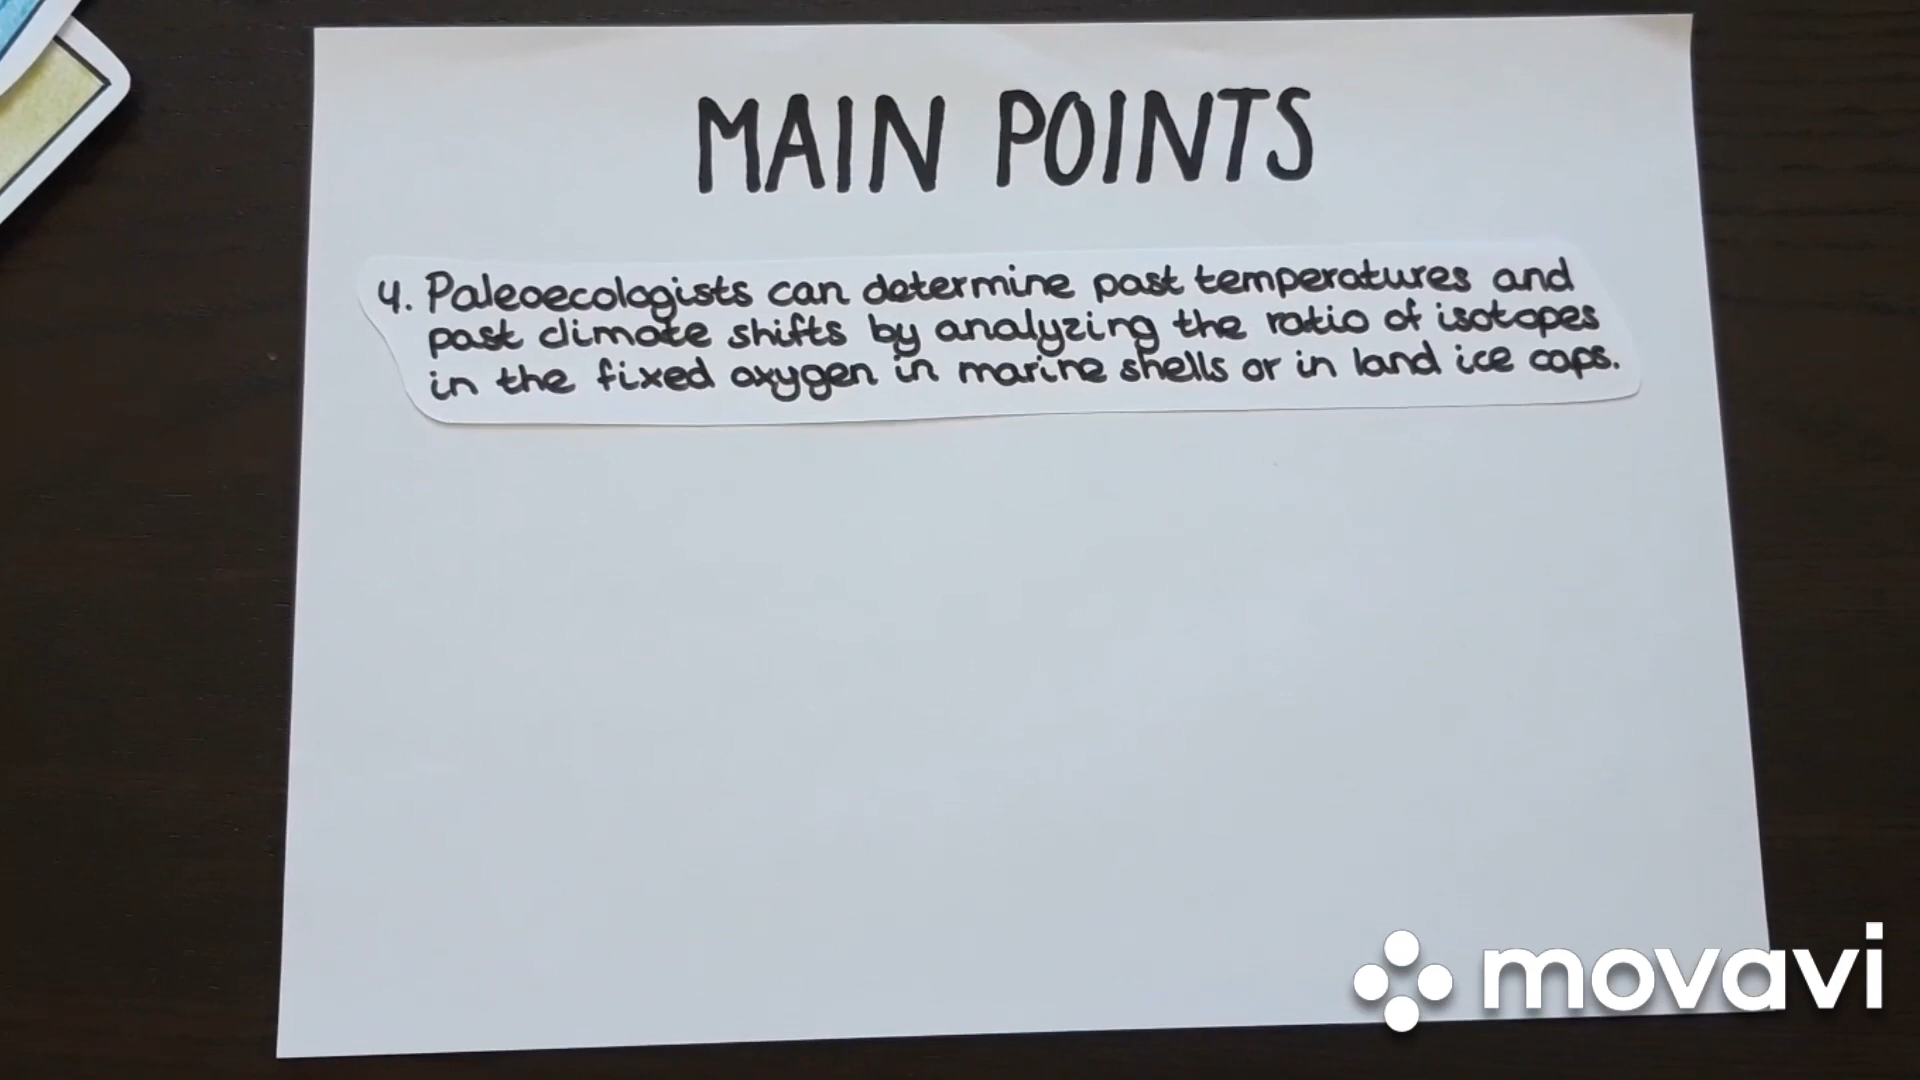 MAIN POINTS
4. Paleoecologists can determine past temperatures and
past climate shifts by analyzing the ratio of isotopes
in the fixed oxygen in marine shells or in land ice caps.
movavi